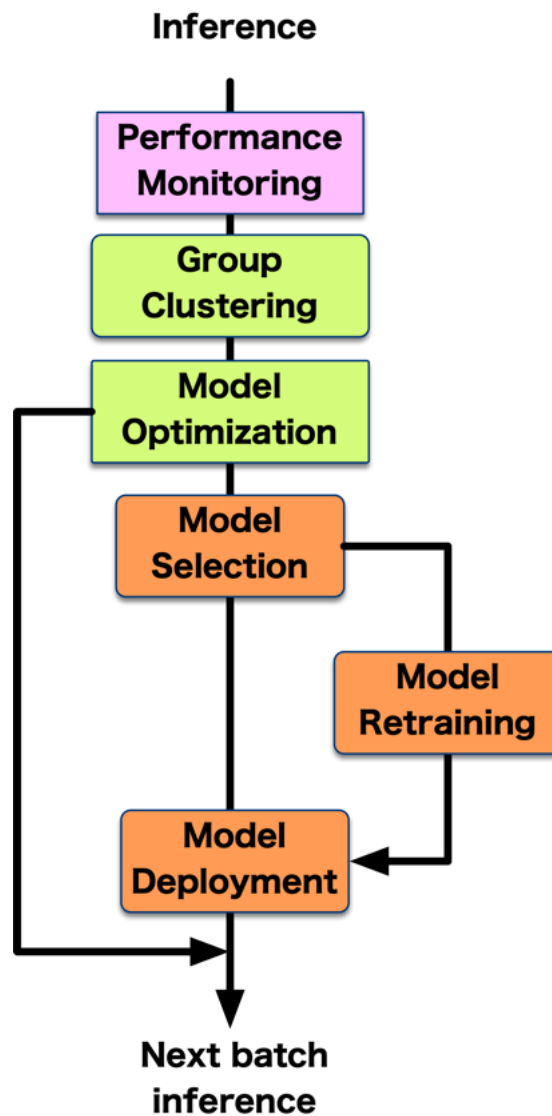 Inference
Performance
Monitoring
Group
Clustering
Model
Optimization
Model
Selection
Model
Retraining
Model
Deployment
Next batch
inference